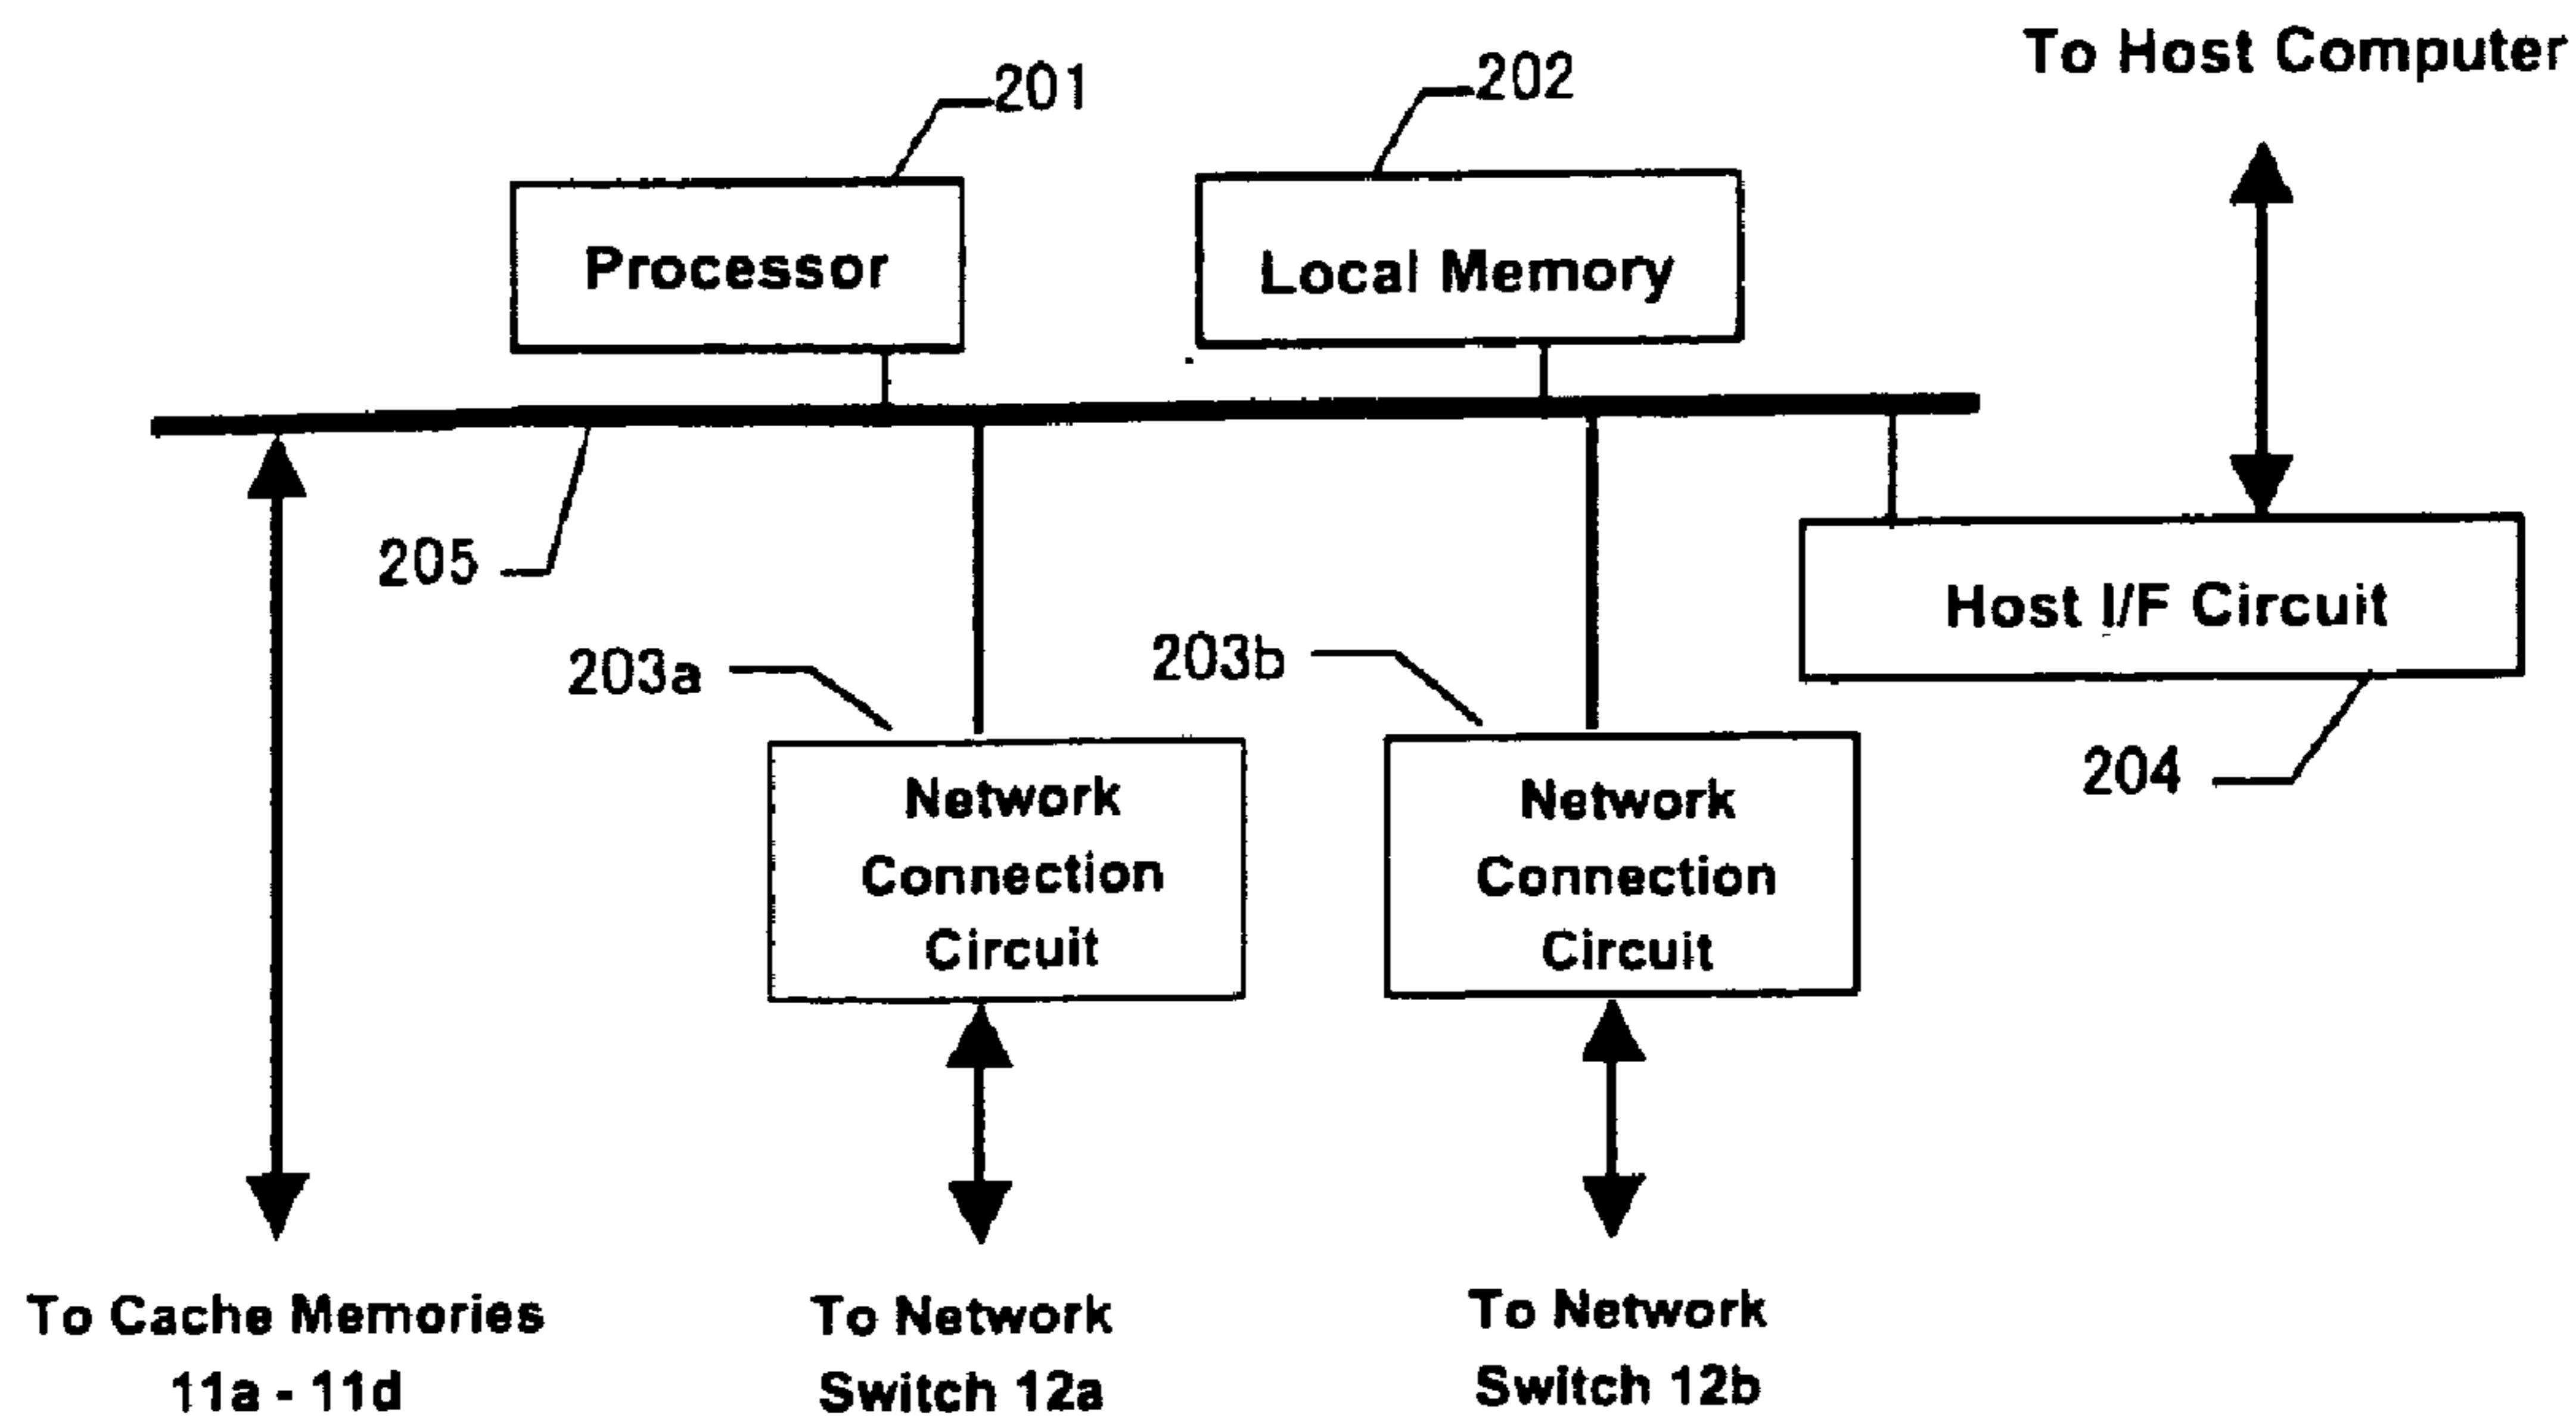 To Host Computer
201
202
Processor
Local Memory
205
Host I/F Circuit
203a
203b
204
Network
Connection
Circuit
Network
Connection
Circuit
To Cache Memories
11a - 11d
To Network
Switch 12a
To Network
Switch 12b